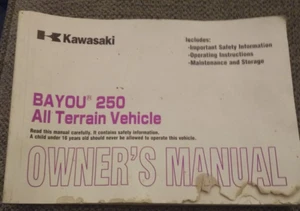 Kawasaki
Includes:
-Important Safety Information
-Operating Instructions
-Maintenance and Storage
BAYOU® 250
All Terrain Vehicle
Read this manual carefully. It contains safety information.
A child under 16 years old should never be allowed to operate this vehicle.
OWNER'S MANUAL